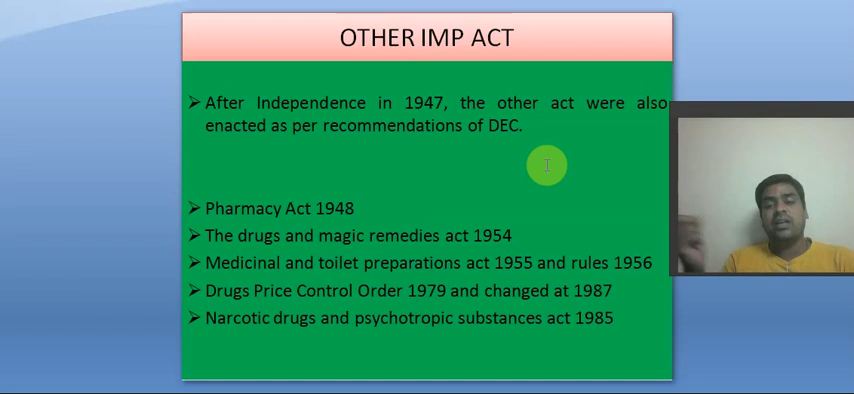 OTHER IMP ACT
➢ After Independence in 1947, the other act were also
enacted as per recommendations of DEC.
➢ Pharmacy Act 1948
➢ The drugs and magic remedies act 1954
➢ Medicinal and toilet preparations act 1955 and rules 1956
➢ Drugs Price Control Order 1979 and changed at 1987
➢ Narcotic drugs and psychotropic substances act 1985